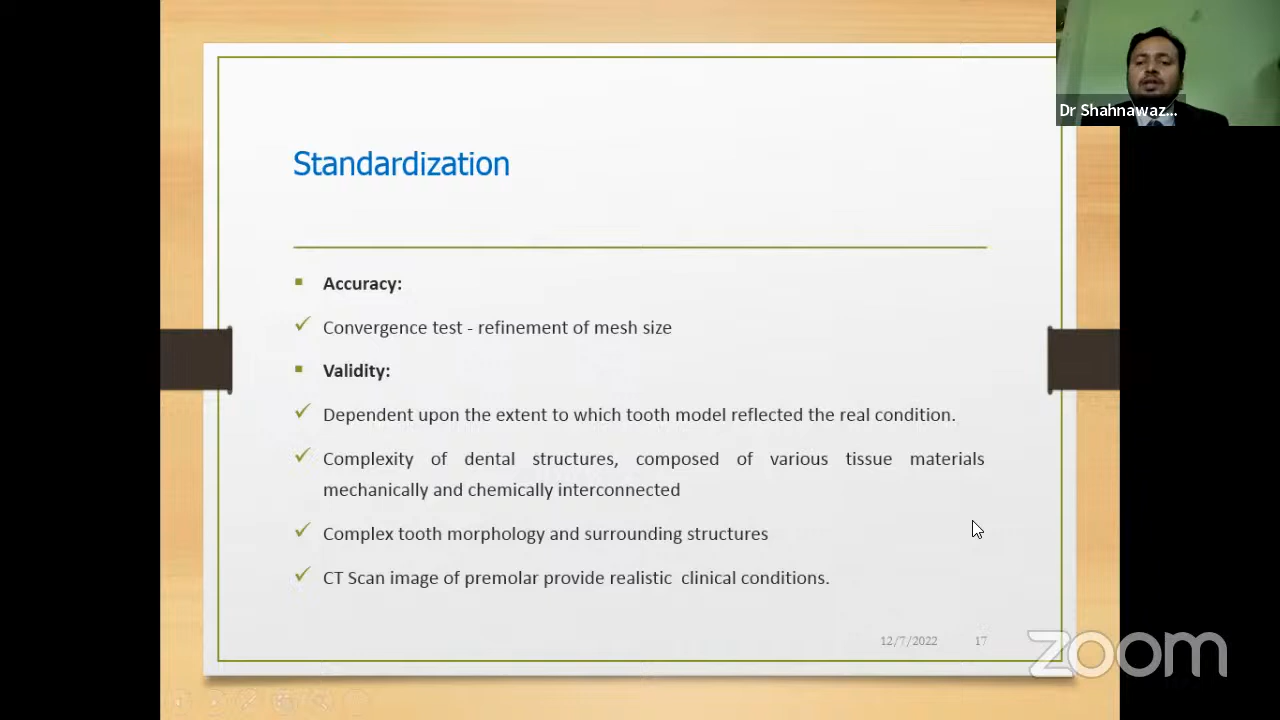 Dr Shahnawaz...
Standardization
Accuracy:
Convergence test - refinement of mesh size
Validity:
Dependent upon the extent to which tooth model reflected the real condition.
Complexity of dental structures, composed of various tissue materials
mechanically and chemically interconnected
Complex tooth morphology and surrounding structures
CT Scan image of premolar provide realistic clinical conditions.
12/7/2022 17
zoom